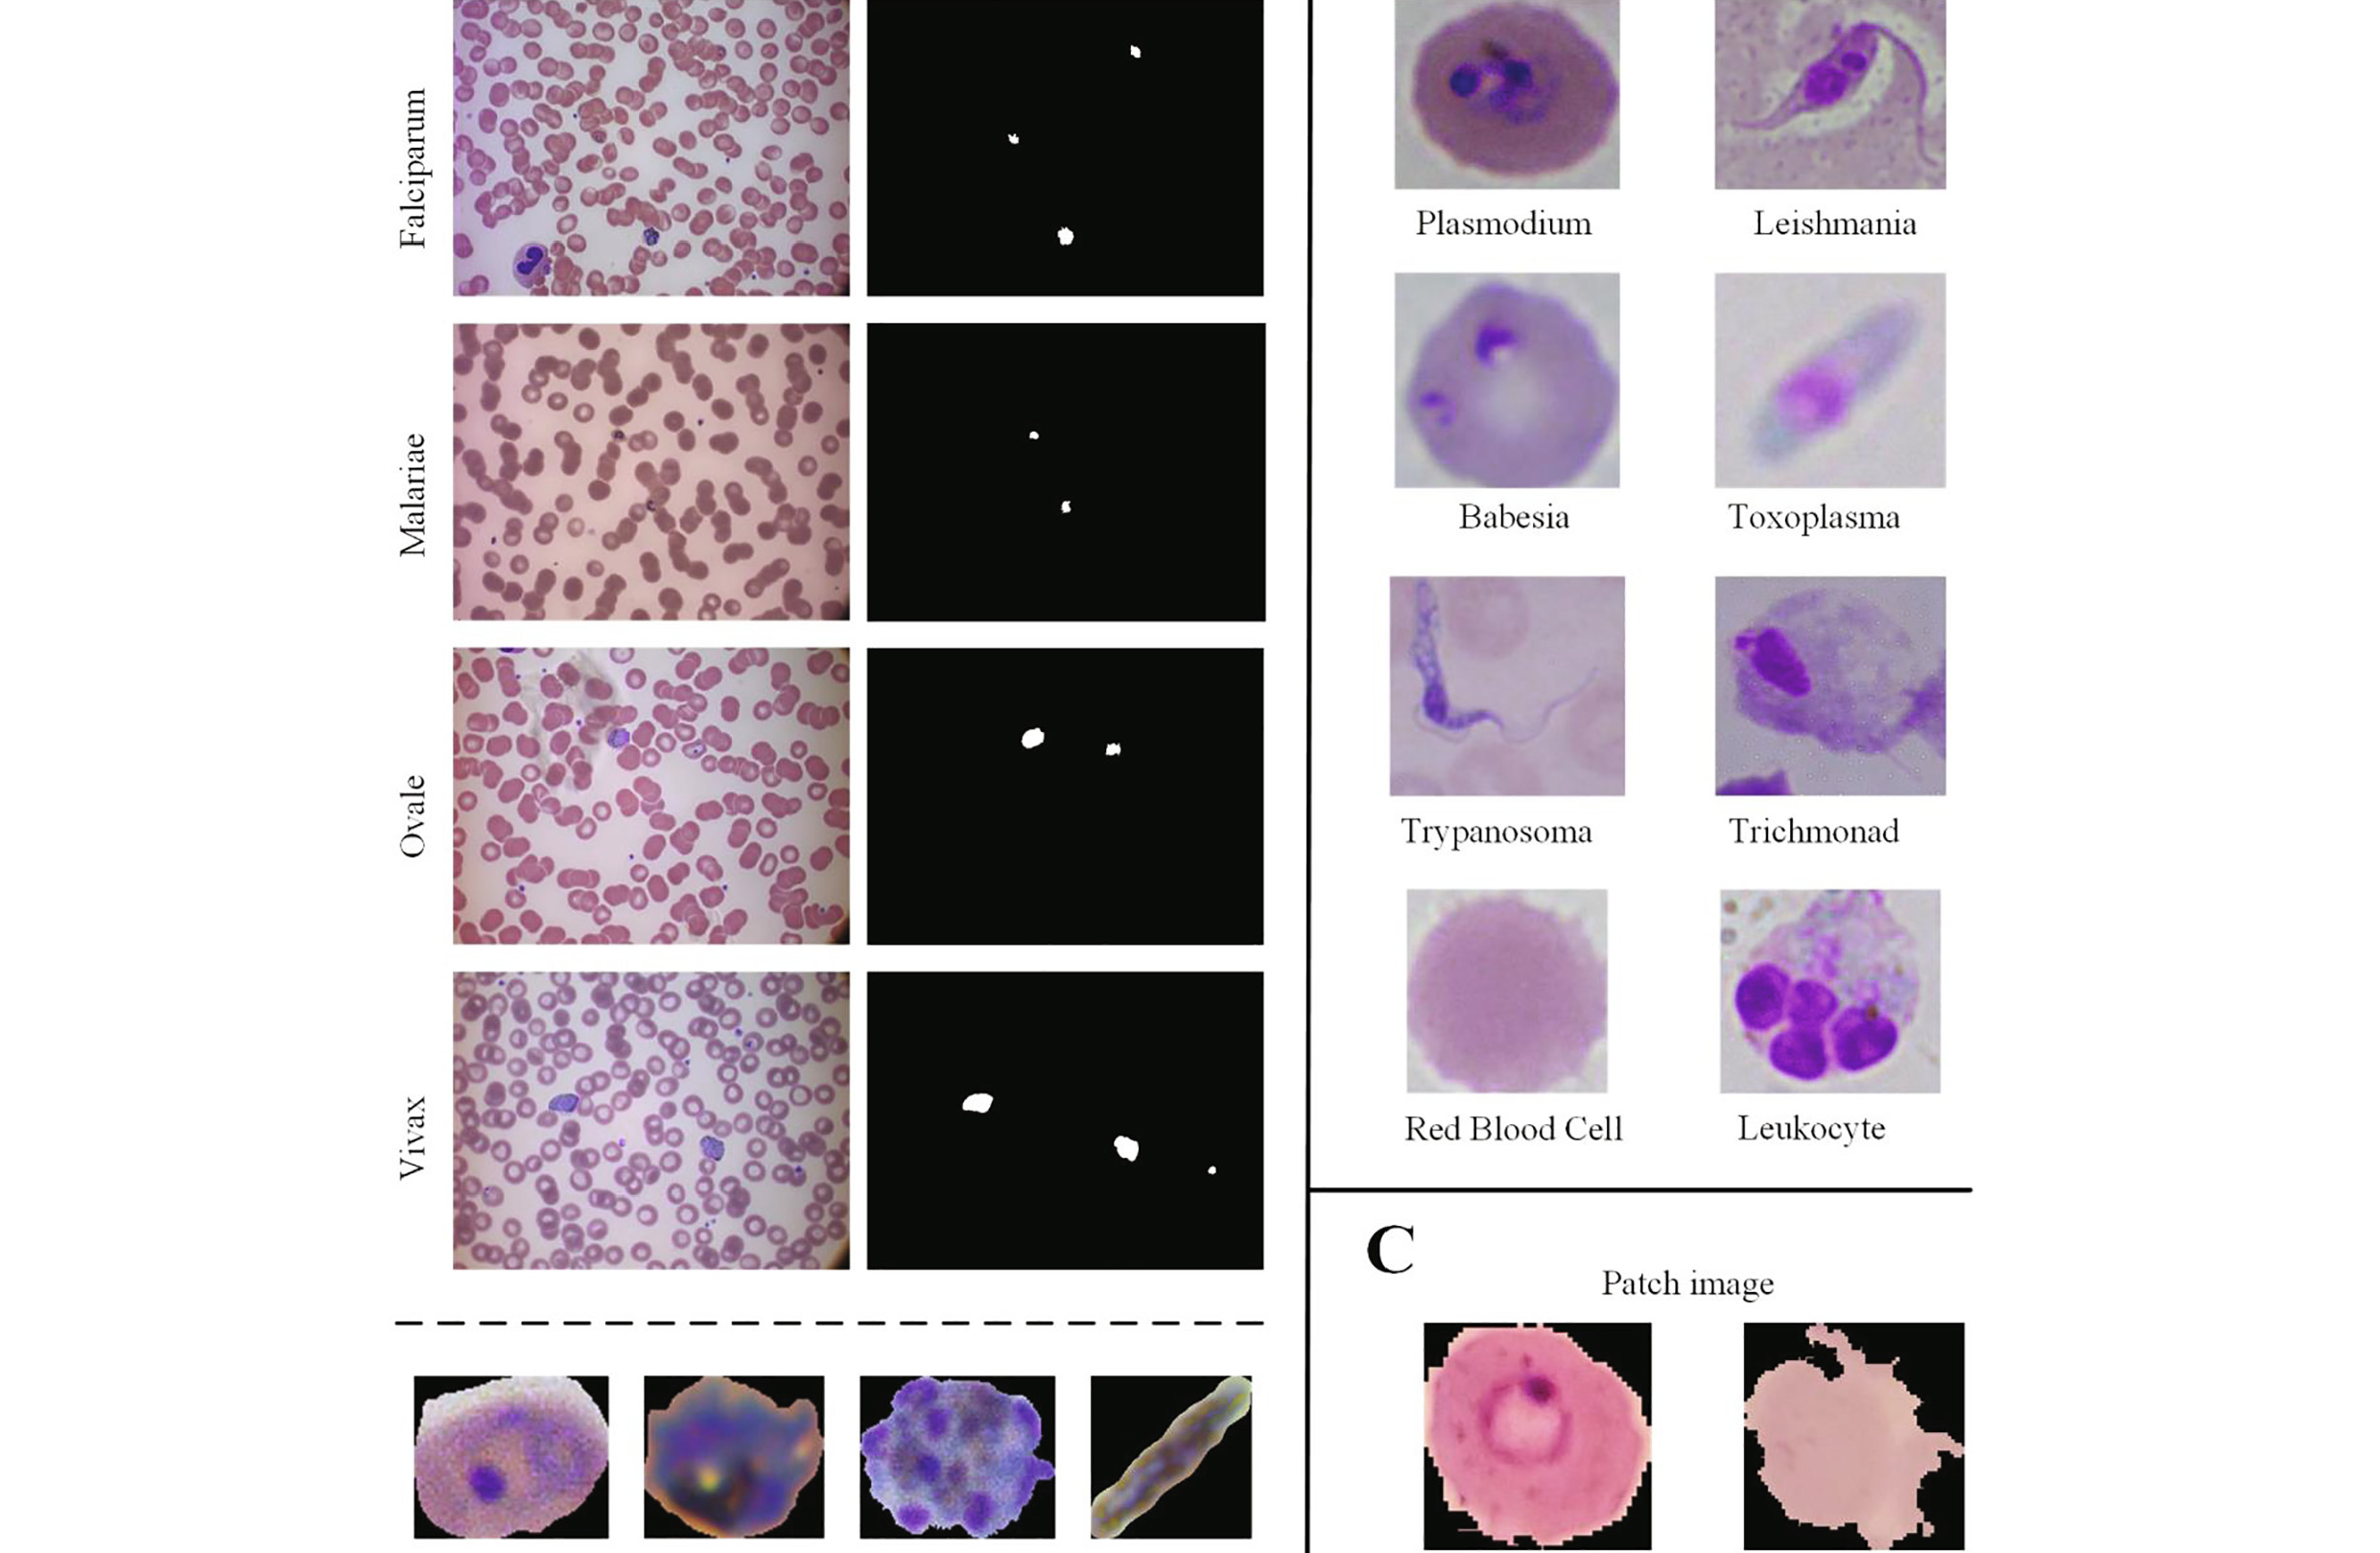 Falciparum
Malariae
Ovale
Vivax
Plasmodium
Leishmania
Babesia
Toxoplasma
Trypanosoma
Trichmonad
Red Blood Cell
Leukocyte
C
Patch image